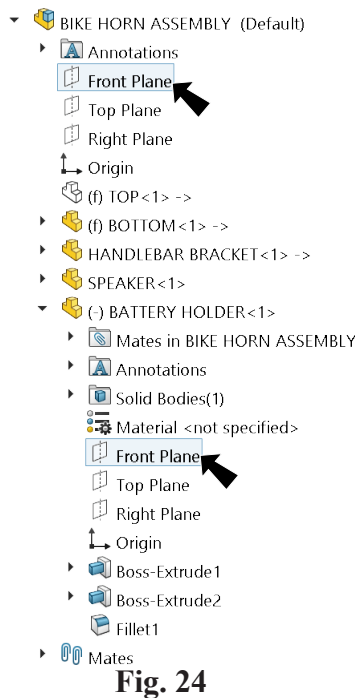 BIKE HORN ASSEMBLY (Default)
Annotations
Front Plane
Top Plane
Right Plane
Origin
(f) TOP<1> ->
(f) BOTTOM<1> ->
HANDLEBAR BRACKET<1> ->
SPEAKER<1>
(-) BATTERY HOLDER<1>
Mates in BIKE HORN ASSEMBLY
Annotations
Solid Bodies(1)
Material <not specified>
Front Plane
Top Plane
Right Plane
Origin
Boss-Extrude1
Boss-Extrude2
Fillet1
Mates
Fig. 24